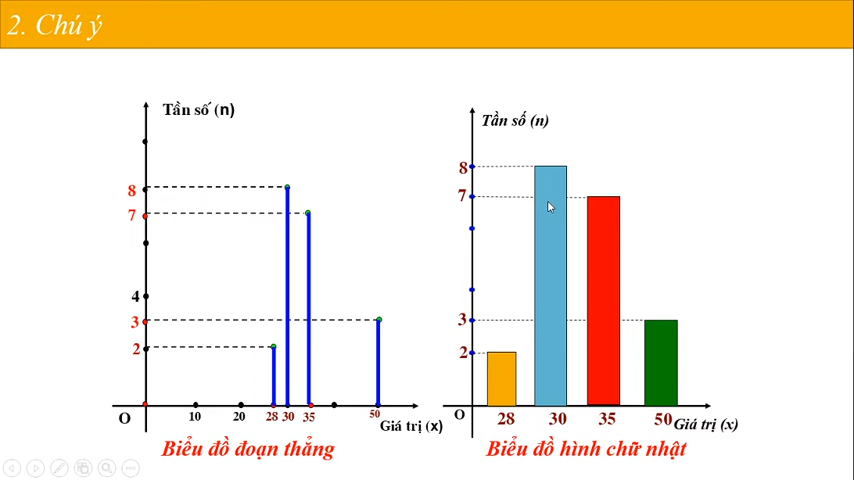 2. Chú ý
Tần số (n)
8
7
4
3
2
O
10
20
28
30
35
50
Giá trị (x)
Biểu đồ đoạn thẳng
Tần số (n)
8
7
3
2
O
28
30
35
50
Giá trị (x)
Biểu đồ hình chữ nhật